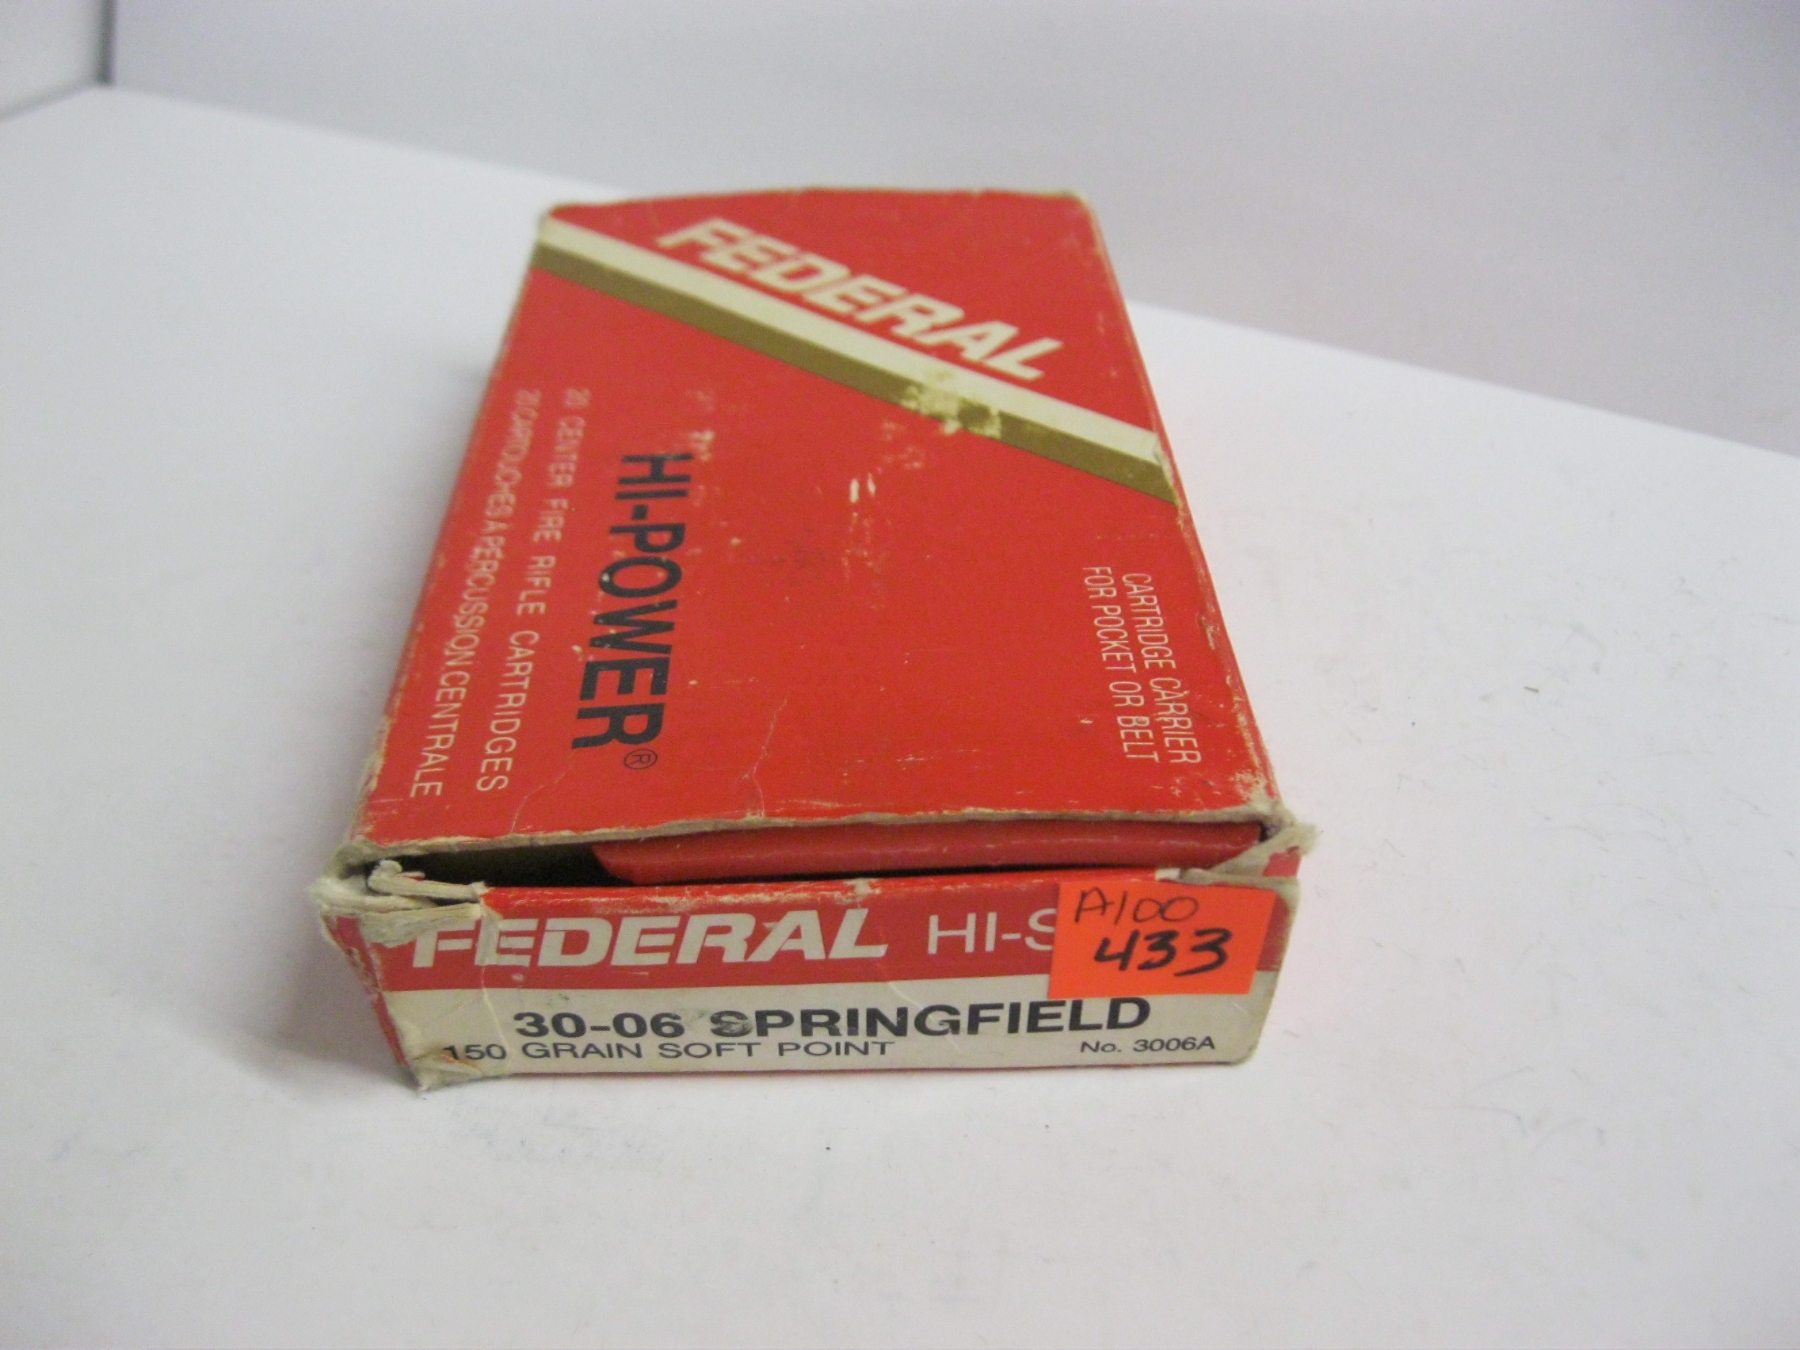 FEDERAL
CARTRIDGE CARRIER
FOR POCKET OR BELT
HI-POWER®
20 CENTER FIRE RIFLE CARTRIDGES
20 CARTOUCHES A PERCUSSION CENTRALE
FEDERAL HI-S
A100
433
30-06 SPRINGFIELD
150 GRAIN SOFT POINT No. 3006A